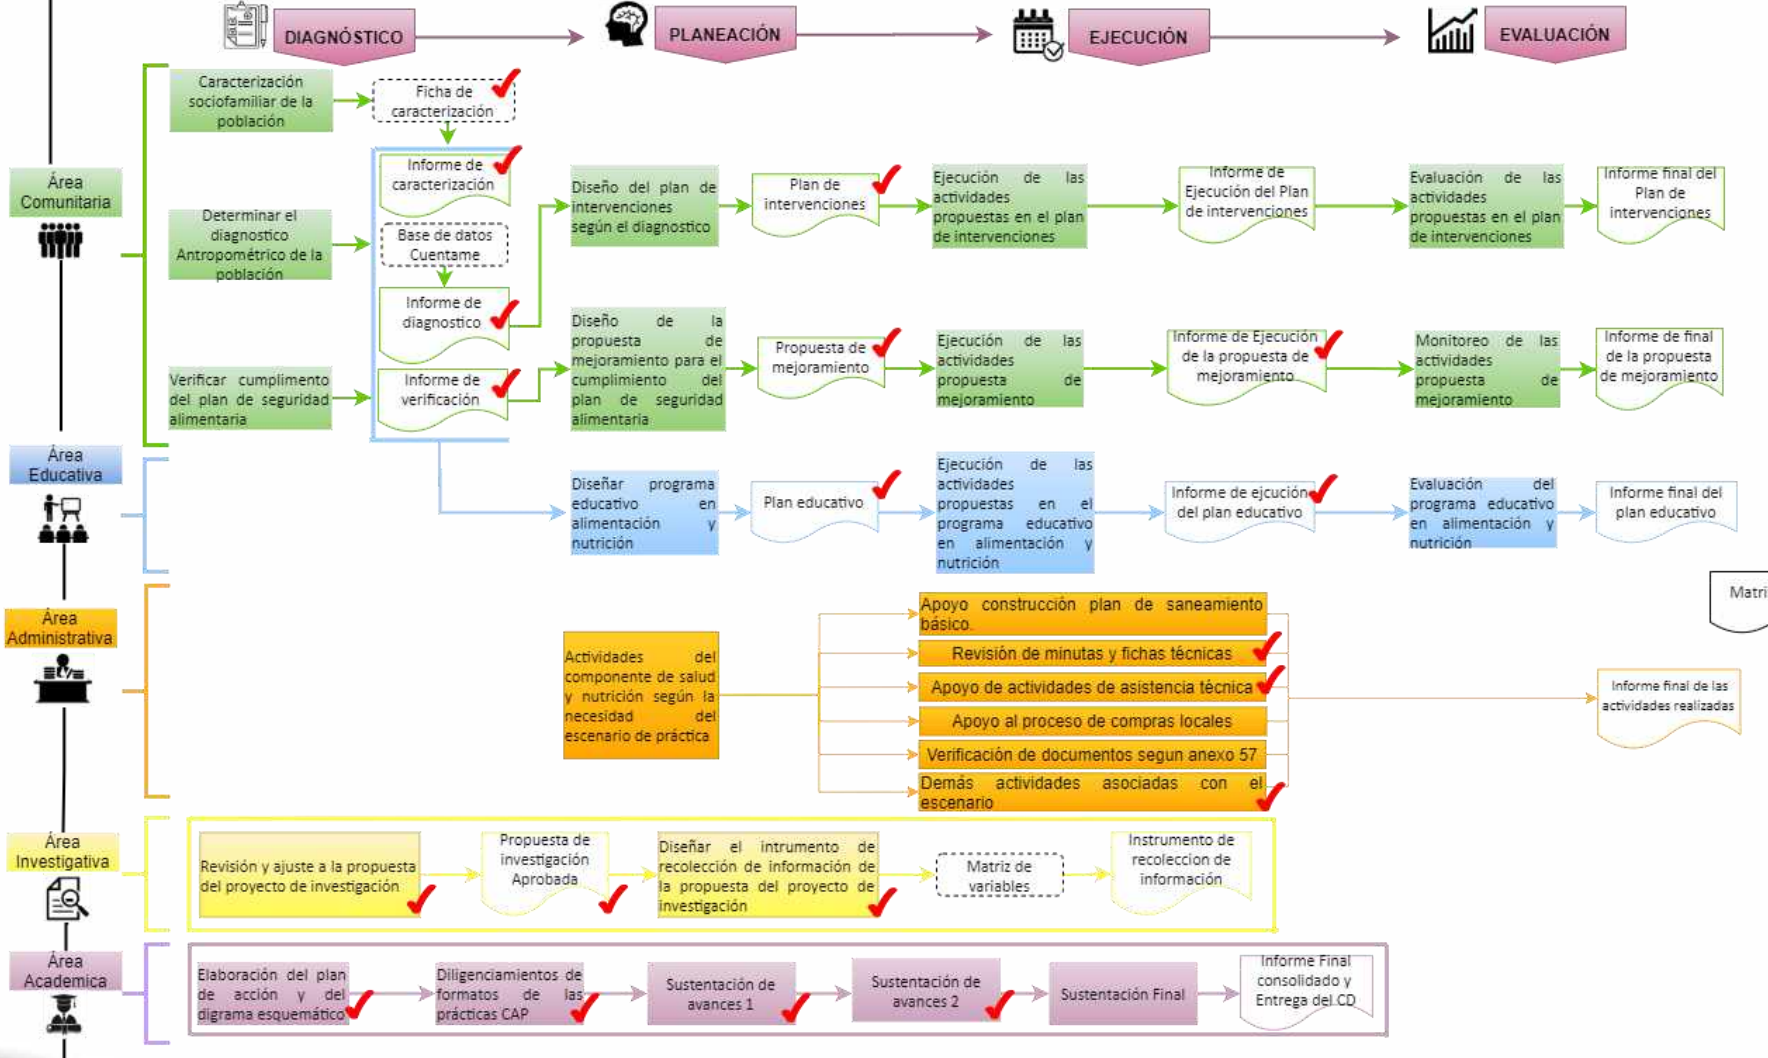 DIAGNÓSTICO
PLANEACIÓN
EJECUCIÓN
EVALUACIÓN
Área
Comunitaria
Caracterización
sociofamiliar de la
población
Ficha de
caracterización
Informe de
caracterización
Determinar el
diagnostico
Antropométrico de la
población
Base de datos
Cuentame
Informe de
diagnostico
Diseño del plan de
intervenciones
según el diagnostico
Plan de
intervenciones
Ejecución de las
actividades
propuestas en el plan
de intervenciones
Informe de
Ejecución del Plan
de intervenciones
Evaluación de las
actividades
propuestas en el plan
de intervenciones
Informe final del
Plan de
intervenciones
Verificar cumplimento
del plan de seguridad
alimentaria
Informe de
verificación
Diseño de la
propuesta de
mejoramiento para el
cumplimiento del
plan de seguridad
alimentaria
Propuesta de
mejoramiento
Ejecución de las
actividades
propuesta de
mejoramiento
Informe de Ejecución
de la propuesta de
mejoramiento
Monitoreo de las
actividades
propuesta de
mejoramiento
Informe de final
de la propuesta
de mejoramiento
Área
Educativa
Diseñar programa
educativo en
alimentación y
nutrición
Plan educativo
Ejecución de las
actividades
propuestas en el
programa educativo
en alimentación y
nutrición
Informe de ejcución
del plan educativo
Evaluación del
programa educativo
en alimentación y
nutrición
Informe final del
plan educativo
Matri
Área
Administrativa
Actividades del
componente de salud
y nutrición según la
necesidad del
escenario de práctica
Apoyo construcción plan de saneamiento
básico.
Revisión de minutas y fichas técnicas
Apoyo de actividades de asistencia técnica
Apoyo al proceso de compras locales
Verificación de documentos segun anexo 57
Demás actividades asociadas con el
escenario
Informe final de las
actividades realizadas
Área
Investigativa
Revisión y ajuste a la propuesta
del proyecto de investigación
Propuesta de
investigación
Aprobada
Diseñar el intrumento de
recolección de información de
la propuesta del proyecto de
investigación
Matriz de
variables
Instrumento de
recoleccion de
información
Área
Academica
Elaboración del plan
de acción y del
digrama esquemático
Diligenciamientos de
formatos de las
prácticas CAP
Sustentación de
avances 1
Sustentación de
avances 2
Sustentación Final
Informe Final
consolidado y
Entrega del CD